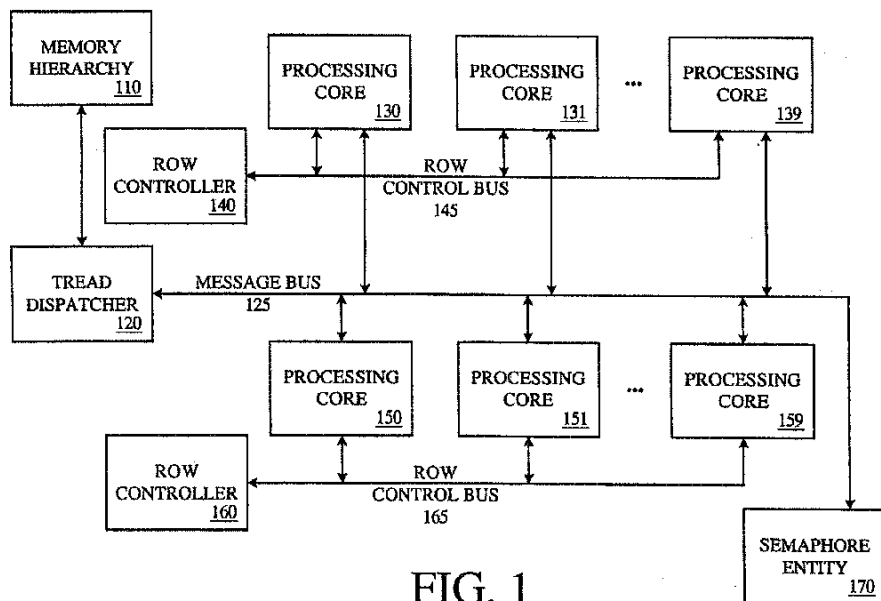 MEMORY
HIERARCHY
110
PROCESSING
CORE
130
PROCESSING
CORE
131
...
PROCESSING
CORE
139
ROW
CONTROLLER
140
ROW
CONTROL BUS
145
TREAD
DISPATCHER
120
MESSAGE BUS
125
PROCESSING
CORE
150
PROCESSING
CORE
151
...
PROCESSING
CORE
159
ROW
CONTROLLER
160
ROW
CONTROL BUS
165
SEMAPHORE
ENTITY
170
FIG. 1